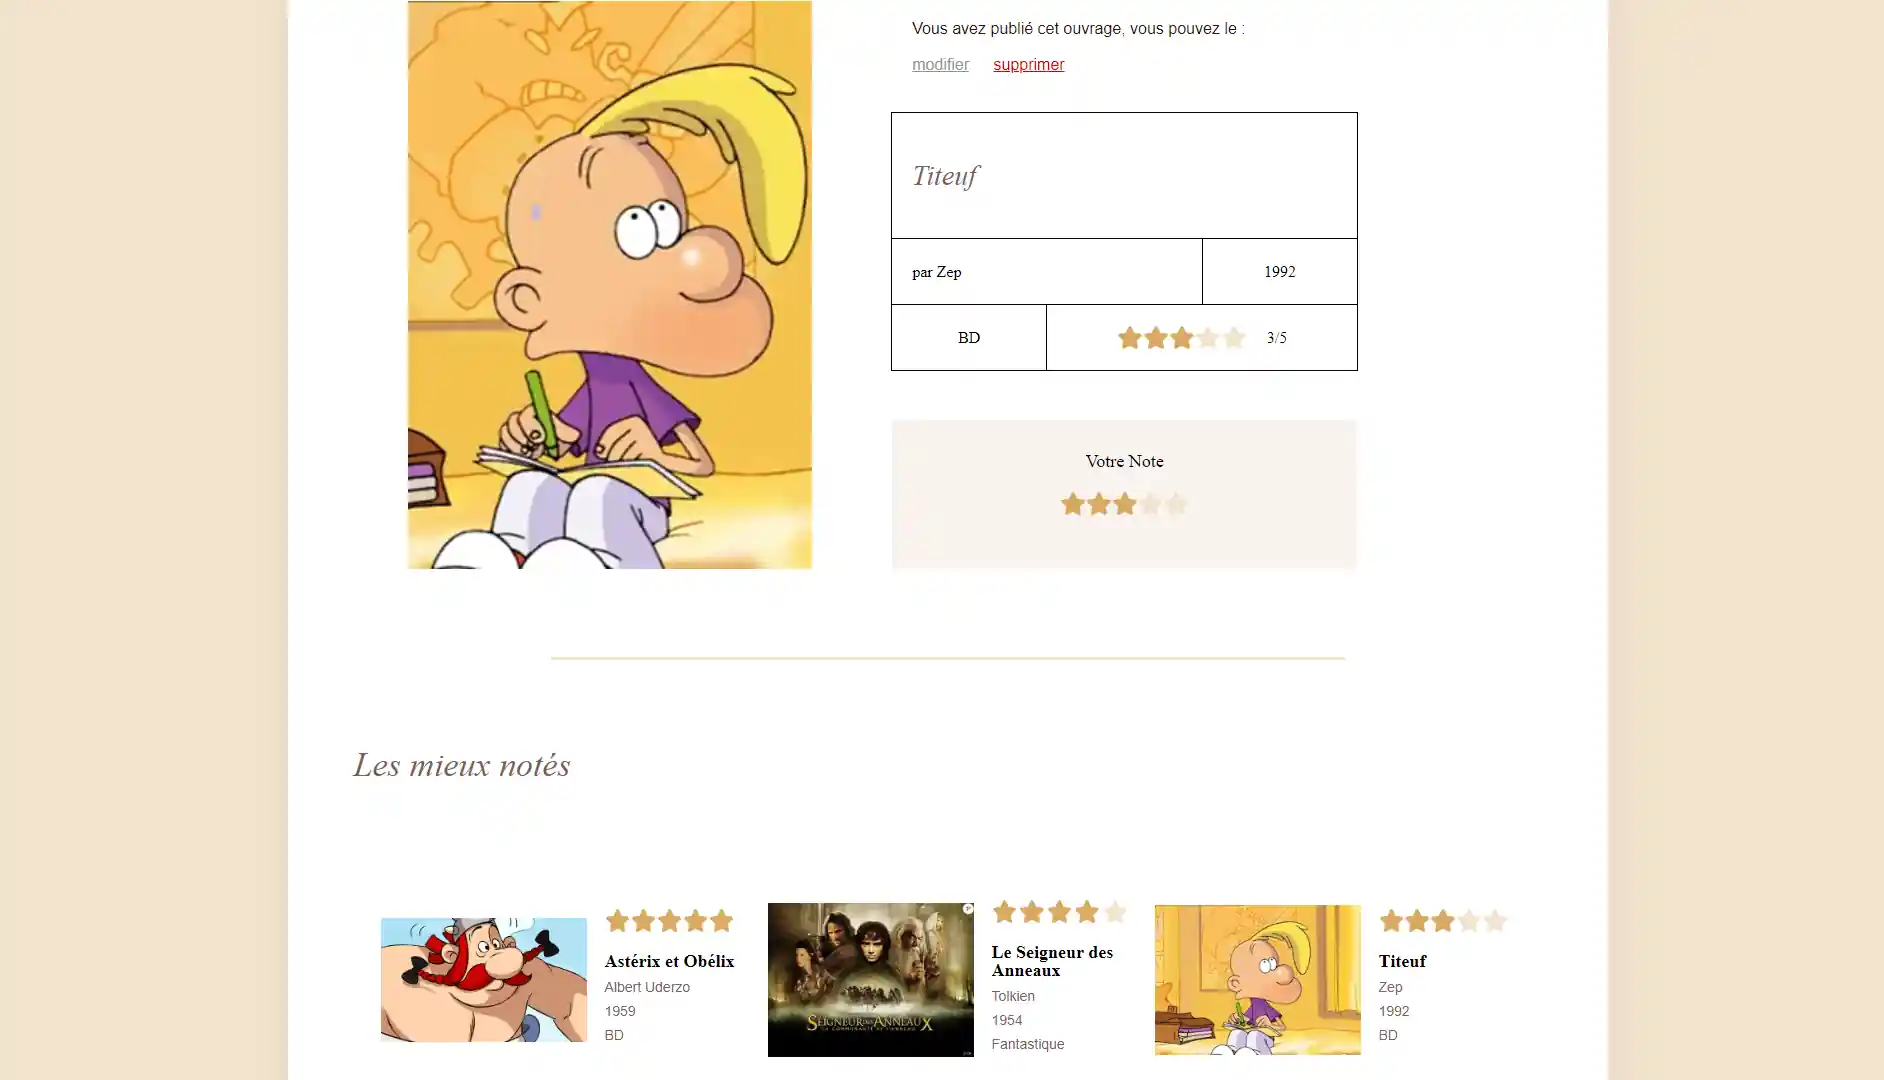 Vous avez publié cet ouvrage, vous pouvez le :
modifier supprimer
Titeuf
par Zep 1992
BD 3/5
Votre Note
Les mieux notés
Astérix et Obélix
Albert Uderzo
1959
BD
SEIGNEUR DES ANNEAUX
LA COMMUNAUTÉ DE L'ANNEAU
Le Seigneur des
Anneaux
Tolkien
1954
Fantastique
Titeuf
Zep
1992
BD